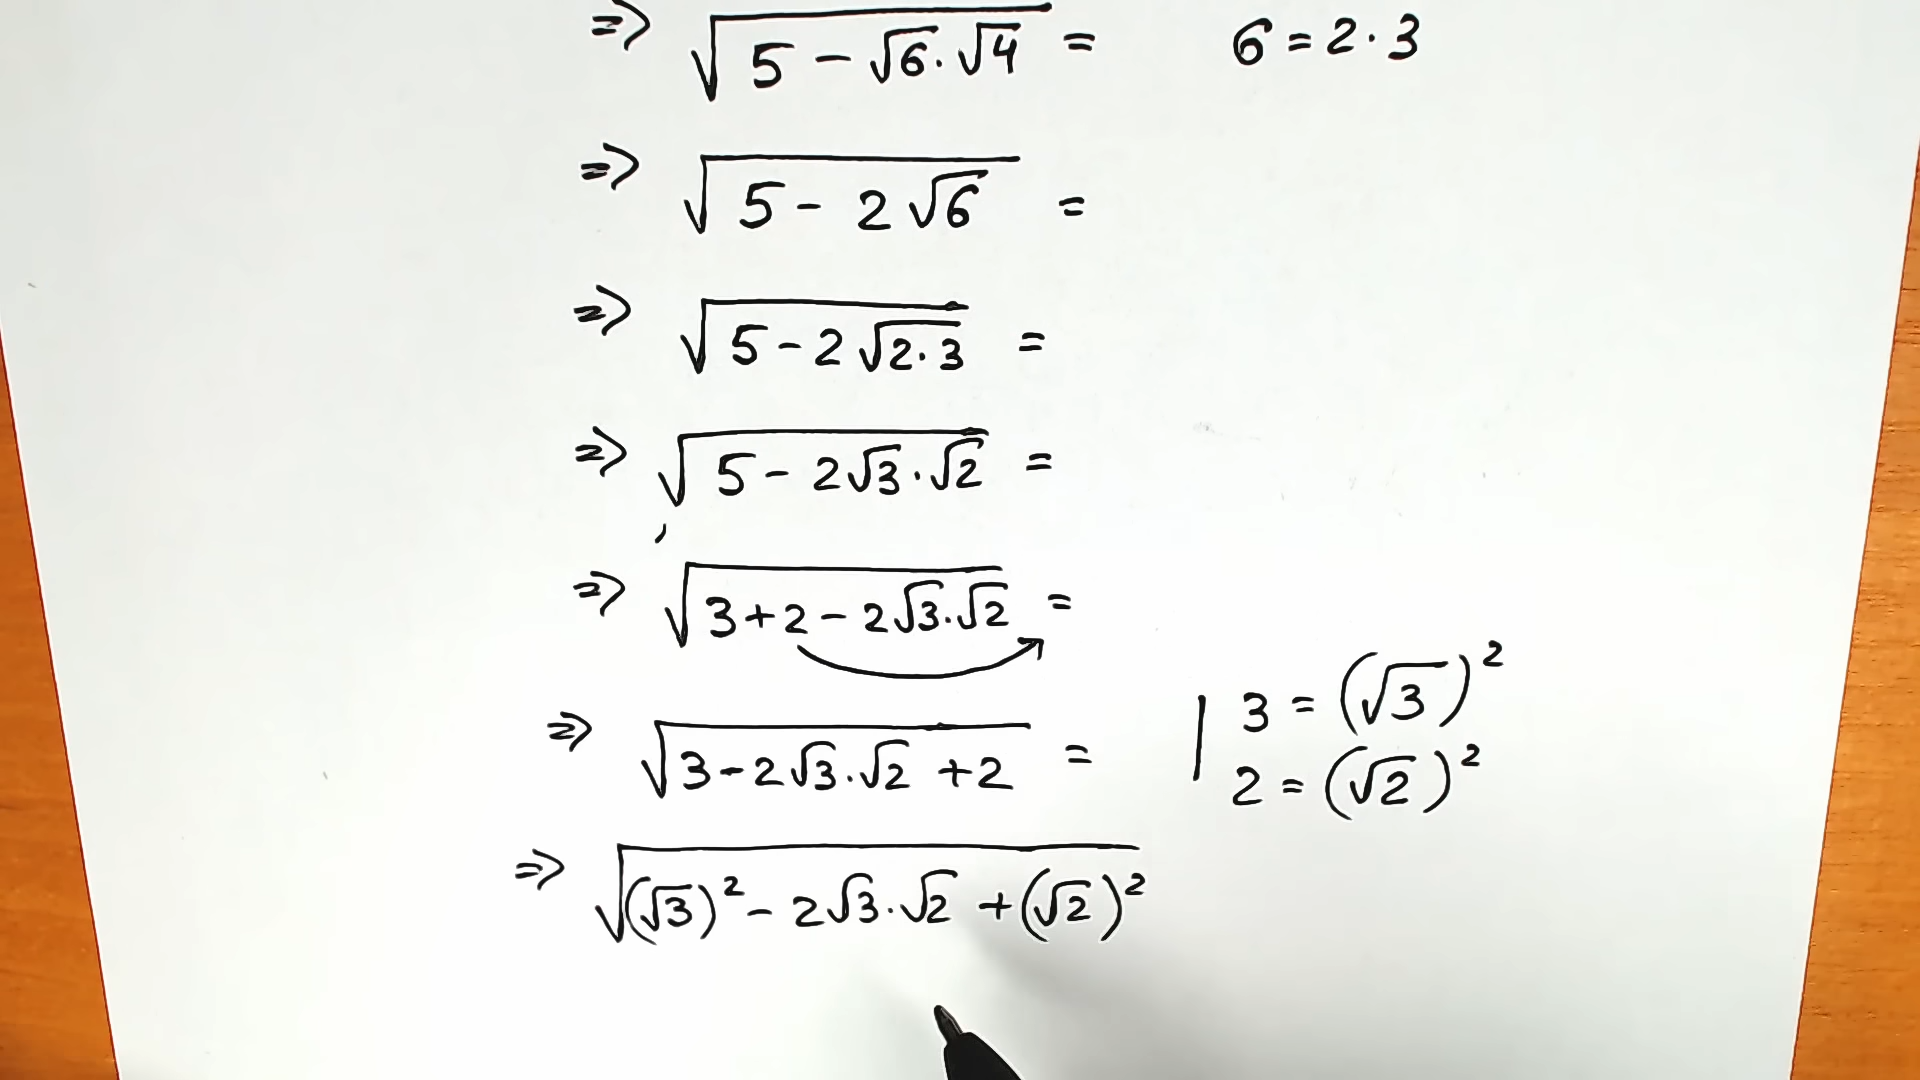 ⇒ √(5 - √6 · √4) = 6 = 2 · 3
⇒ √(5 - 2√6) =
⇒ √(5 - 2√(2 · 3)) =
⇒ √(5 - 2√3 · √2) =
⇒ √(3 + 2 - 2√3 · √2) =
⇒ √(3 - 2√3 · √2 + 2) =
| 3 = (√3)²
2 = (√2)²
⇒ √((√3)² - 2√3 · √2 + (√2)²)